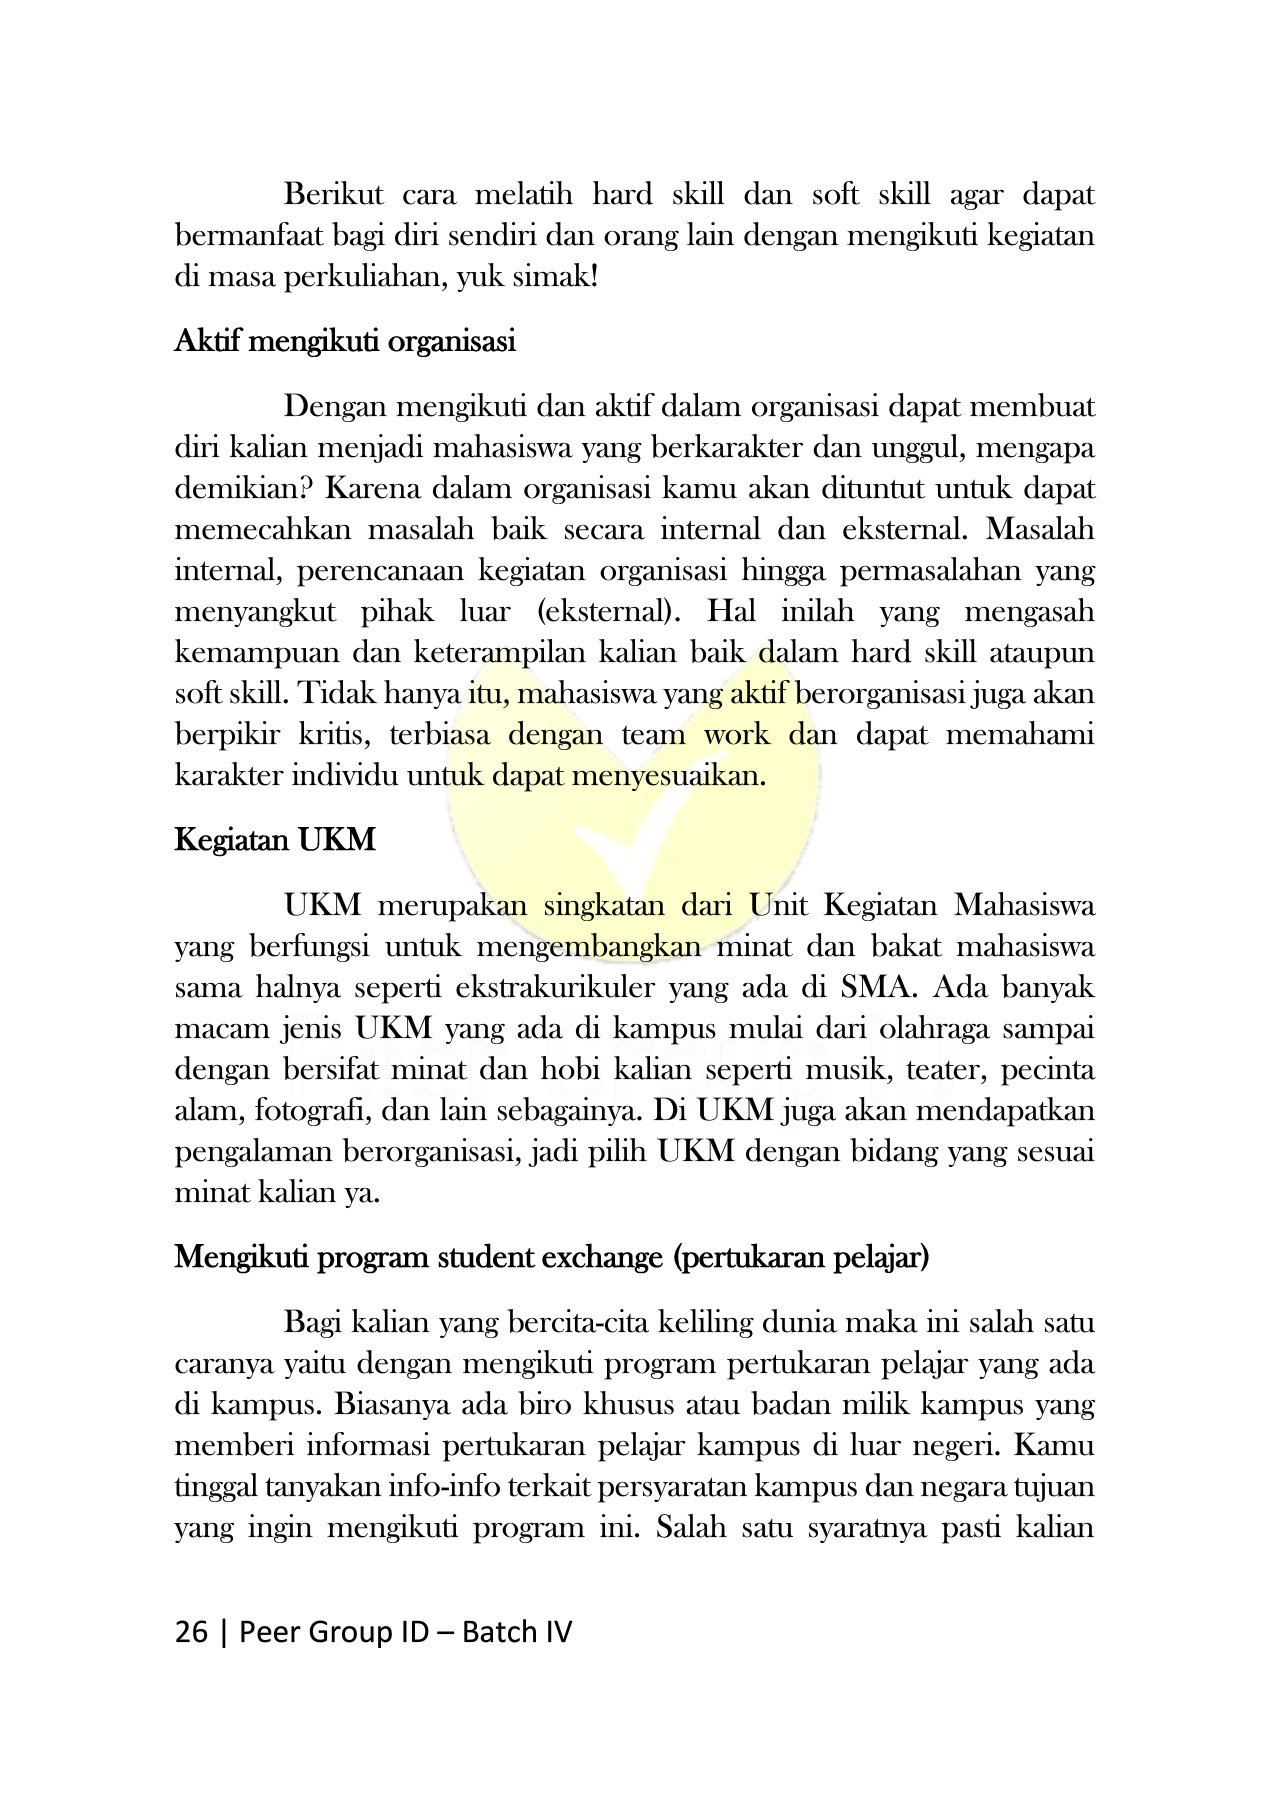 Berikut cara melatih hard skill dan soft skill agar dapat
bermanfaat bagi diri sendiri dan orang lain dengan mengikuti kegiatan
di masa perkuliahan, yuk simak!
Aktif mengikuti organisasi
Dengan mengikuti dan aktif dalam organisasi dapat membuat
diri kalian menjadi mahasiswa yang berkarakter dan unggul, mengapa
demikian? Karena dalam organisasi kamu akan dituntut untuk dapat
memecahkan masalah baik secara internal dan eksternal. Masalah
internal, perencanaan kegiatan organisasi hingga permasalahan yang
menyangkut pihak luar (eksternal). Hal inilah yang mengasah
kemampuan dan keterampilan kalian baik dalam hard skill ataupun
soft skill. Tidak hanya itu, mahasiswa yang aktif berorganisasi juga akan
berpikir kritis, terbiasa dengan team work dan dapat memahami
karakter individu untuk dapat menyesuaikan.
Kegiatan UKM
UKM merupakan singkatan dari Unit Kegiatan Mahasiswa
yang berfungsi untuk mengembangkan minat dan bakat mahasiswa
sama halnya seperti ekstrakurikuler yang ada di SMA. Ada banyak
macam jenis UKM yang ada di kampus mulai dari olahraga sampai
dengan bersifat minat dan hobi kalian seperti musik, teater, pecinta
alam, fotografi, dan lain sebagainya. Di UKM juga akan mendapatkan
pengalaman berorganisasi, jadi pilih UKM dengan bidang yang sesuai
minat kalian ya.
Mengikuti program student exchange (pertukaran pelajar)
Bagi kalian yang bercita-cita keliling dunia maka ini salah satu
caranya yaitu dengan mengikuti program pertukaran pelajar yang ada
di kampus. Biasanya ada biro khusus atau badan milik kampus yang
memberi informasi pertukaran pelajar kampus di luar negeri. Kamu
tinggal tanyakan info-info terkait persyaratan kampus dan negara tujuan
yang ingin mengikuti program ini. Salah satu syaratnya pasti kalian
26 | Peer Group ID – Batch IV